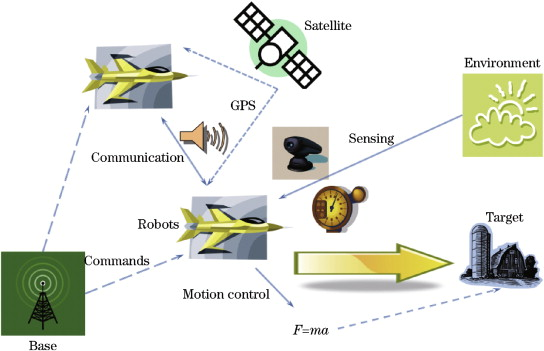 Satellite
Environment
GPS
Sensing
Communication
Robots
Target
Commands
Motion control
F=ma
Base